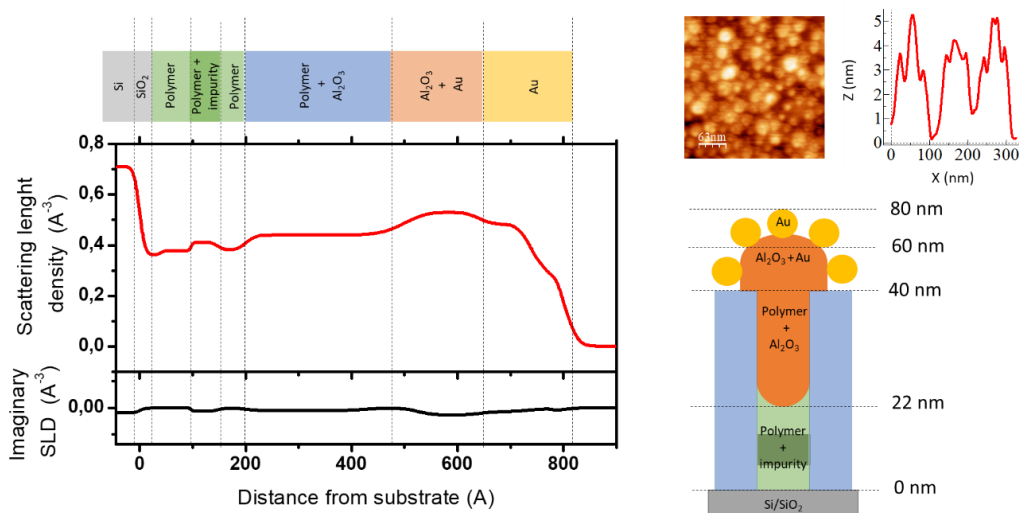 Si
SiO2
Polymer
Polymer +
impurity
Polymer
Polymer
+
Al2O3
Al2O3
+
Au
Au
Scattering lenght
density (A-3)
0,8
0,6
0,4
0,2
0,0
Imaginary
SLD (A-3)
0,00
0
200
400
600
800
Distance from substrate (A)
63nm
Z (nm)
5
4
3
2
1
0
0
100
200
300
X (nm)
Au
Al2O3+Au
Polymer
+
Al2O3
Polymer
+
impurity
Si/SiO2
80 nm
60 nm
40 nm
22 nm
0 nm